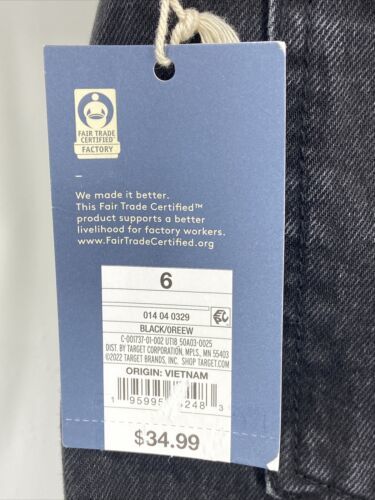 FAIR TRADE
CERTIFIED
FACTORY
–
We made it better.
This Fair Trade Certified™
product supports a better
livelihood for factory workers.
www.FairTradeCertified.org
6
014 04 0329
BLACK/OREEW
C-001737-01-002 UT18 50A03-0025
DIST. BY TARGET CORPORATION, MPLS., MN 55403
©2022 TARGET BRANDS, INC. SHOP TARGET.COM
ORIGIN: VIETNAM
$34.99